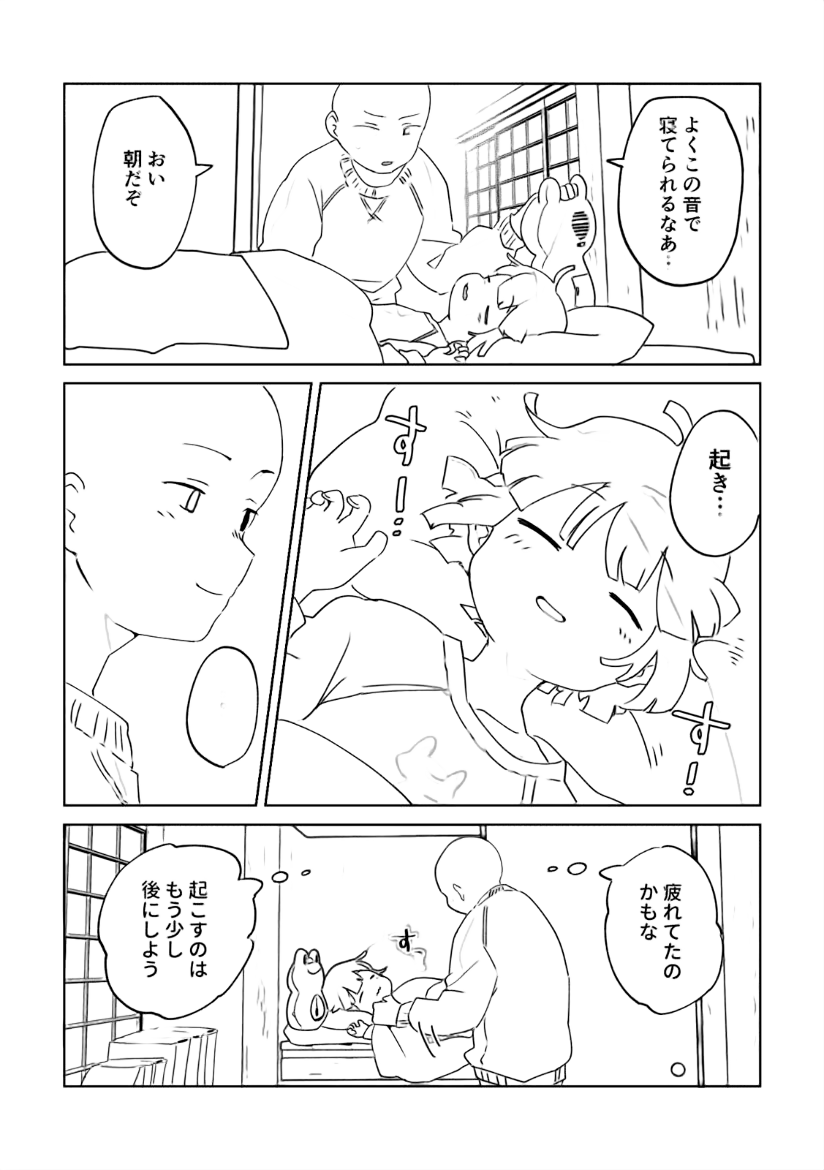 よくこの音で
寝てられるなあ…
おい
朝だぞ
起き…
すー…
すー
…
疲れてたの
かもな
す
起こすのは
もう少し
後にしよう